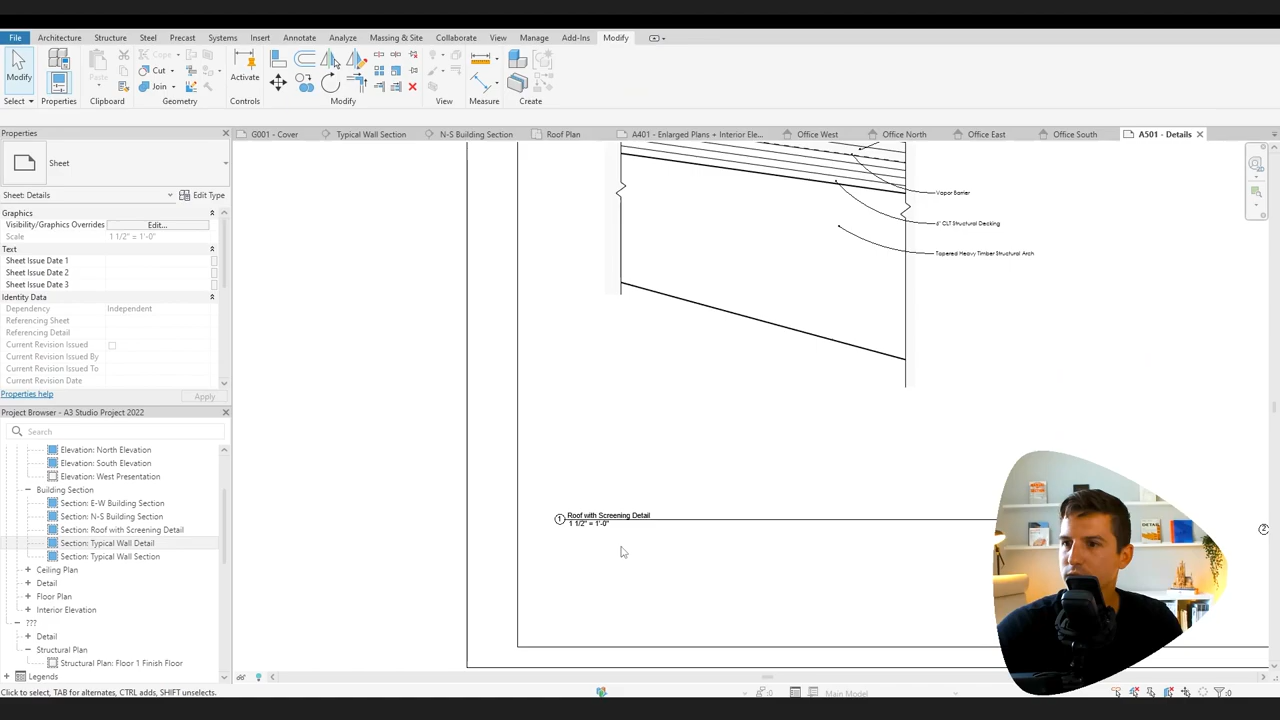 File Architecture Structure Steel Precast Systems Insert Annotate Analyze Massing & Site Collaborate View Manage Add-Ins Modify
Modify Paste Cope Cut Join Activate
Select Properties Clipboard Geometry Controls Modify View Measure Create
Properties
G001 - Cover Typical Wall Section N-S Building Section Roof Plan A401 - Enlarged Plans + Interior Ele... Office West Office North Office East Office South A501 - Details
Sheet
Sheet: Details Edit Type
Graphics
Visibility/Graphics Overrides Edit...
Scale 1 1/2" = 1'-0"
Text
Sheet Issue Date 1
Sheet Issue Date 2
Sheet Issue Date 3
Identity Data
Dependency Independent
Referencing Sheet
Referencing Detail
Current Revision Issued
Current Revision Issued By
Current Revision Issued To
Current Revision Date
Properties help Apply
Project Browser - A3 Studio Project 2022
Search
Elevation: North Elevation
Elevation: South Elevation
Elevation: West Presentation
Building Section
Section: E-W Building Section
Section: N-S Building Section
Section: Roof with Screening Detail
Section: Typical Wall Detail
Section: Typical Wall Section
Ceiling Plan
Detail
Floor Plan
Interior Elevation
???
Detail
Structural Plan
Structural Plan: Floor 1 Finish Floor
Legends
Vapor Barrier
6" CLT Structural Decking
Tapered Heavy Timber Structural Arch
1 Roof with Screening Detail
1 1/2" = 1'-0"
2
Click to select, TAB for alternates, CTRL adds, SHIFT unselects. :0 Main Model :0